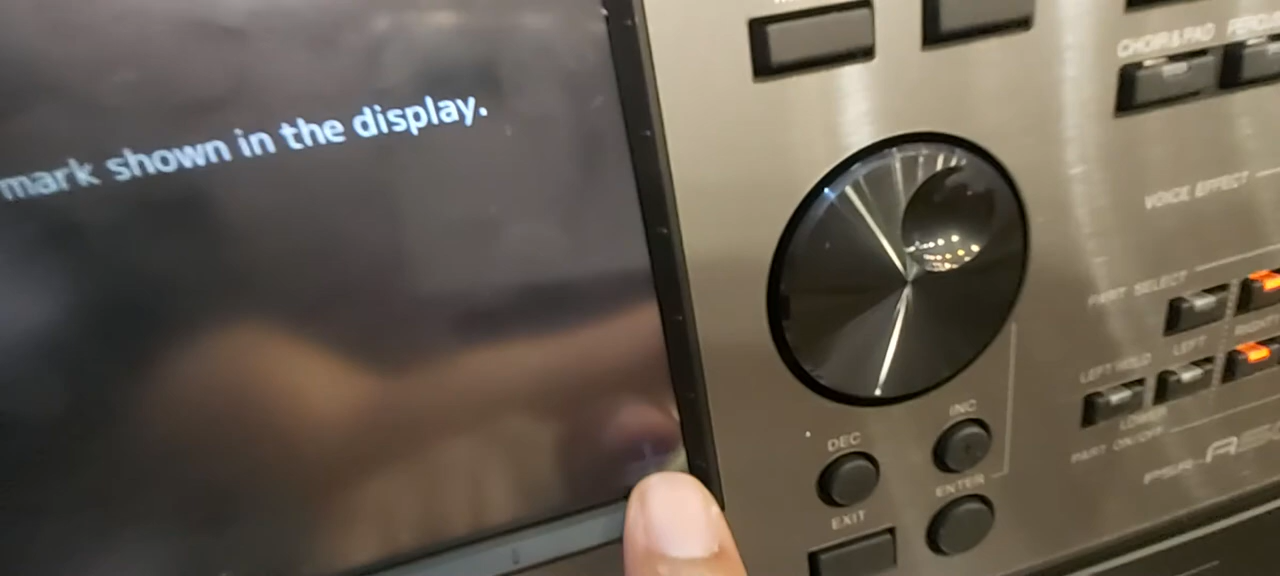 mark shown in the display.
CHOIR & PAD
VOICE EFFECT
PART SELECT
LEFT HOLD
LEFT
LOWER
PART ON/OFF
INC
DEC
ENTER
EXIT